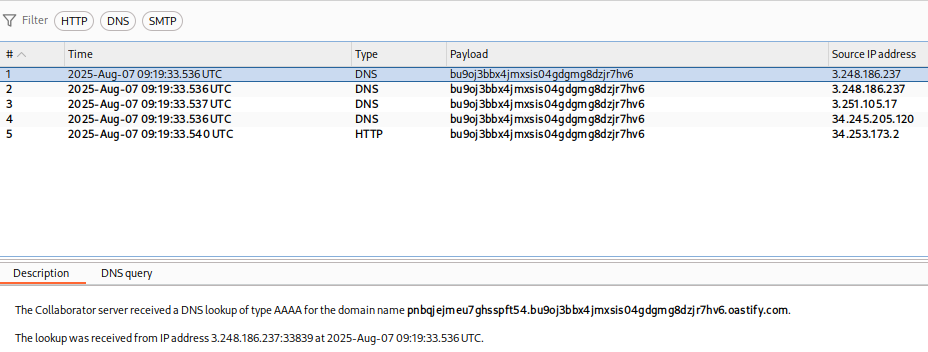 Filter HTTP DNS SMTP
# Time Type Payload Source IP address
1 2025-Aug-07 09:19:33.536 UTC DNS bu9oj3bbx4jmxsis04gdgmg8dzjr7hv6 3.248.186.237
2 2025-Aug-07 09:19:33.536 UTC DNS bu9oj3bbx4jmxsis04gdgmg8dzjr7hv6 3.248.186.237
3 2025-Aug-07 09:19:33.537 UTC DNS bu9oj3bbx4jmxsis04gdgmg8dzjr7hv6 3.251.105.17
4 2025-Aug-07 09:19:33.536 UTC DNS bu9oj3bbx4jmxsis04gdgmg8dzjr7hv6 34.245.205.120
5 2025-Aug-07 09:19:33.540 UTC HTTP bu9oj3bbx4jmxsis04gdgmg8dzjr7hv6 34.253.173.2
Description DNS query
The Collaborator server received a DNS lookup of type AAAA for the domain name pnbqjejmeu7ghsspft54.bu9oj3bbx4jmxsis04gdgmg8dzjr7hv6.oastify.com.
The lookup was received from IP address 3.248.186.237:33839 at 2025-Aug-07 09:19:33.536 UTC.